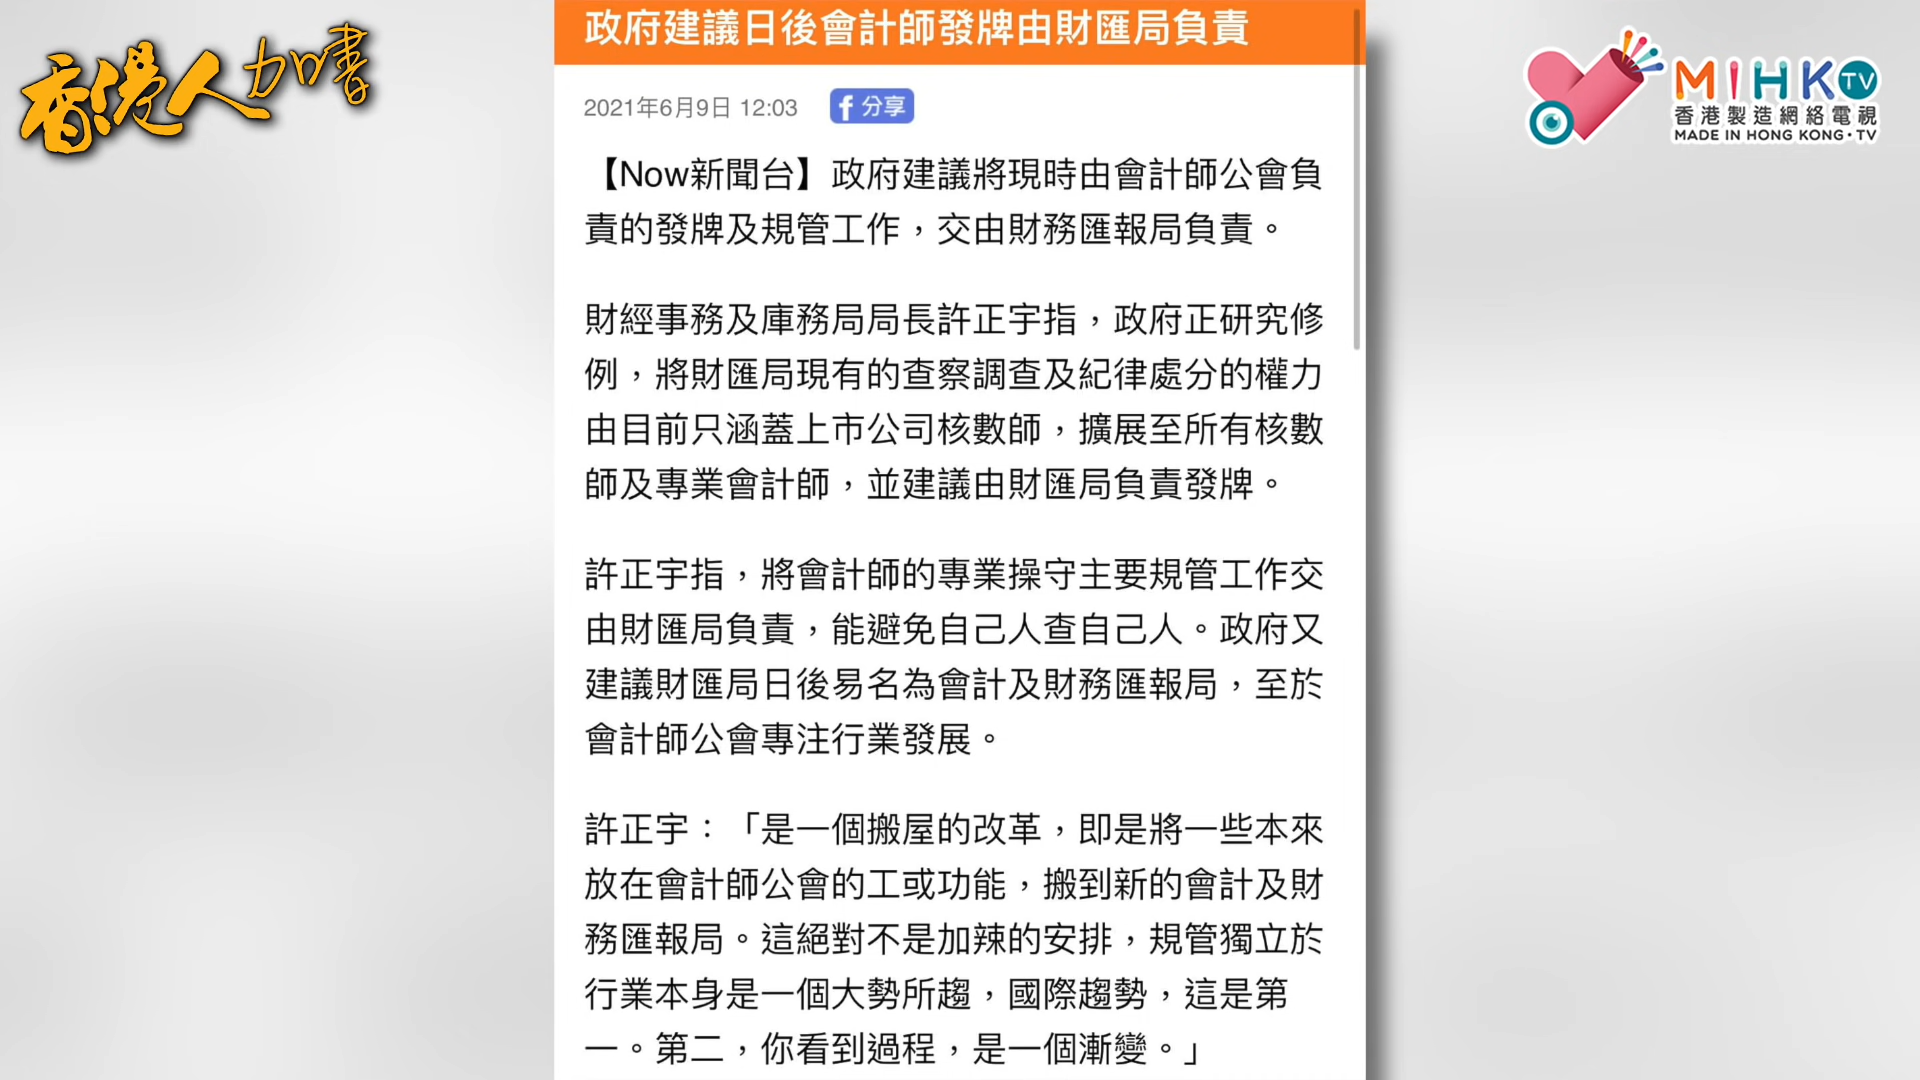 香港人加嘢
政府建議日後會計師發牌由財匯局負責
MIHK TV
香港製造網絡電視
MADE IN HONG KONG·TV
2021年6月9日 12:03
f 分享
【Now新聞台】政府建議將現時由會計師公會負
責的發牌及規管工作，交由財務匯報局負責。
財經事務及庫務局局長許正宇指，政府正研究修
例，將財匯局現有的查察調查及紀律處分的權力
由目前只涵蓋上市公司核數師，擴展至所有核數
師及專業會計師，並建議由財匯局負責發牌。
許正宇指，將會計師的專業操守主要規管工作交
由財匯局負責，能避免自己人查自己人。政府又
建議財匯局日後易名為會計及財務匯報局，至於
會計師公會專注行業發展。
許正宇：「是一個搬屋的改革，即是將一些本來
放在會計師公會的工或功能，搬到新的會計及財
務匯報局。這絕對不是加辣的安排，規管獨立於
行業本身是一個大勢所趨，國際趨勢，這是第
一。第二，你看到過程，是一個漸變。」